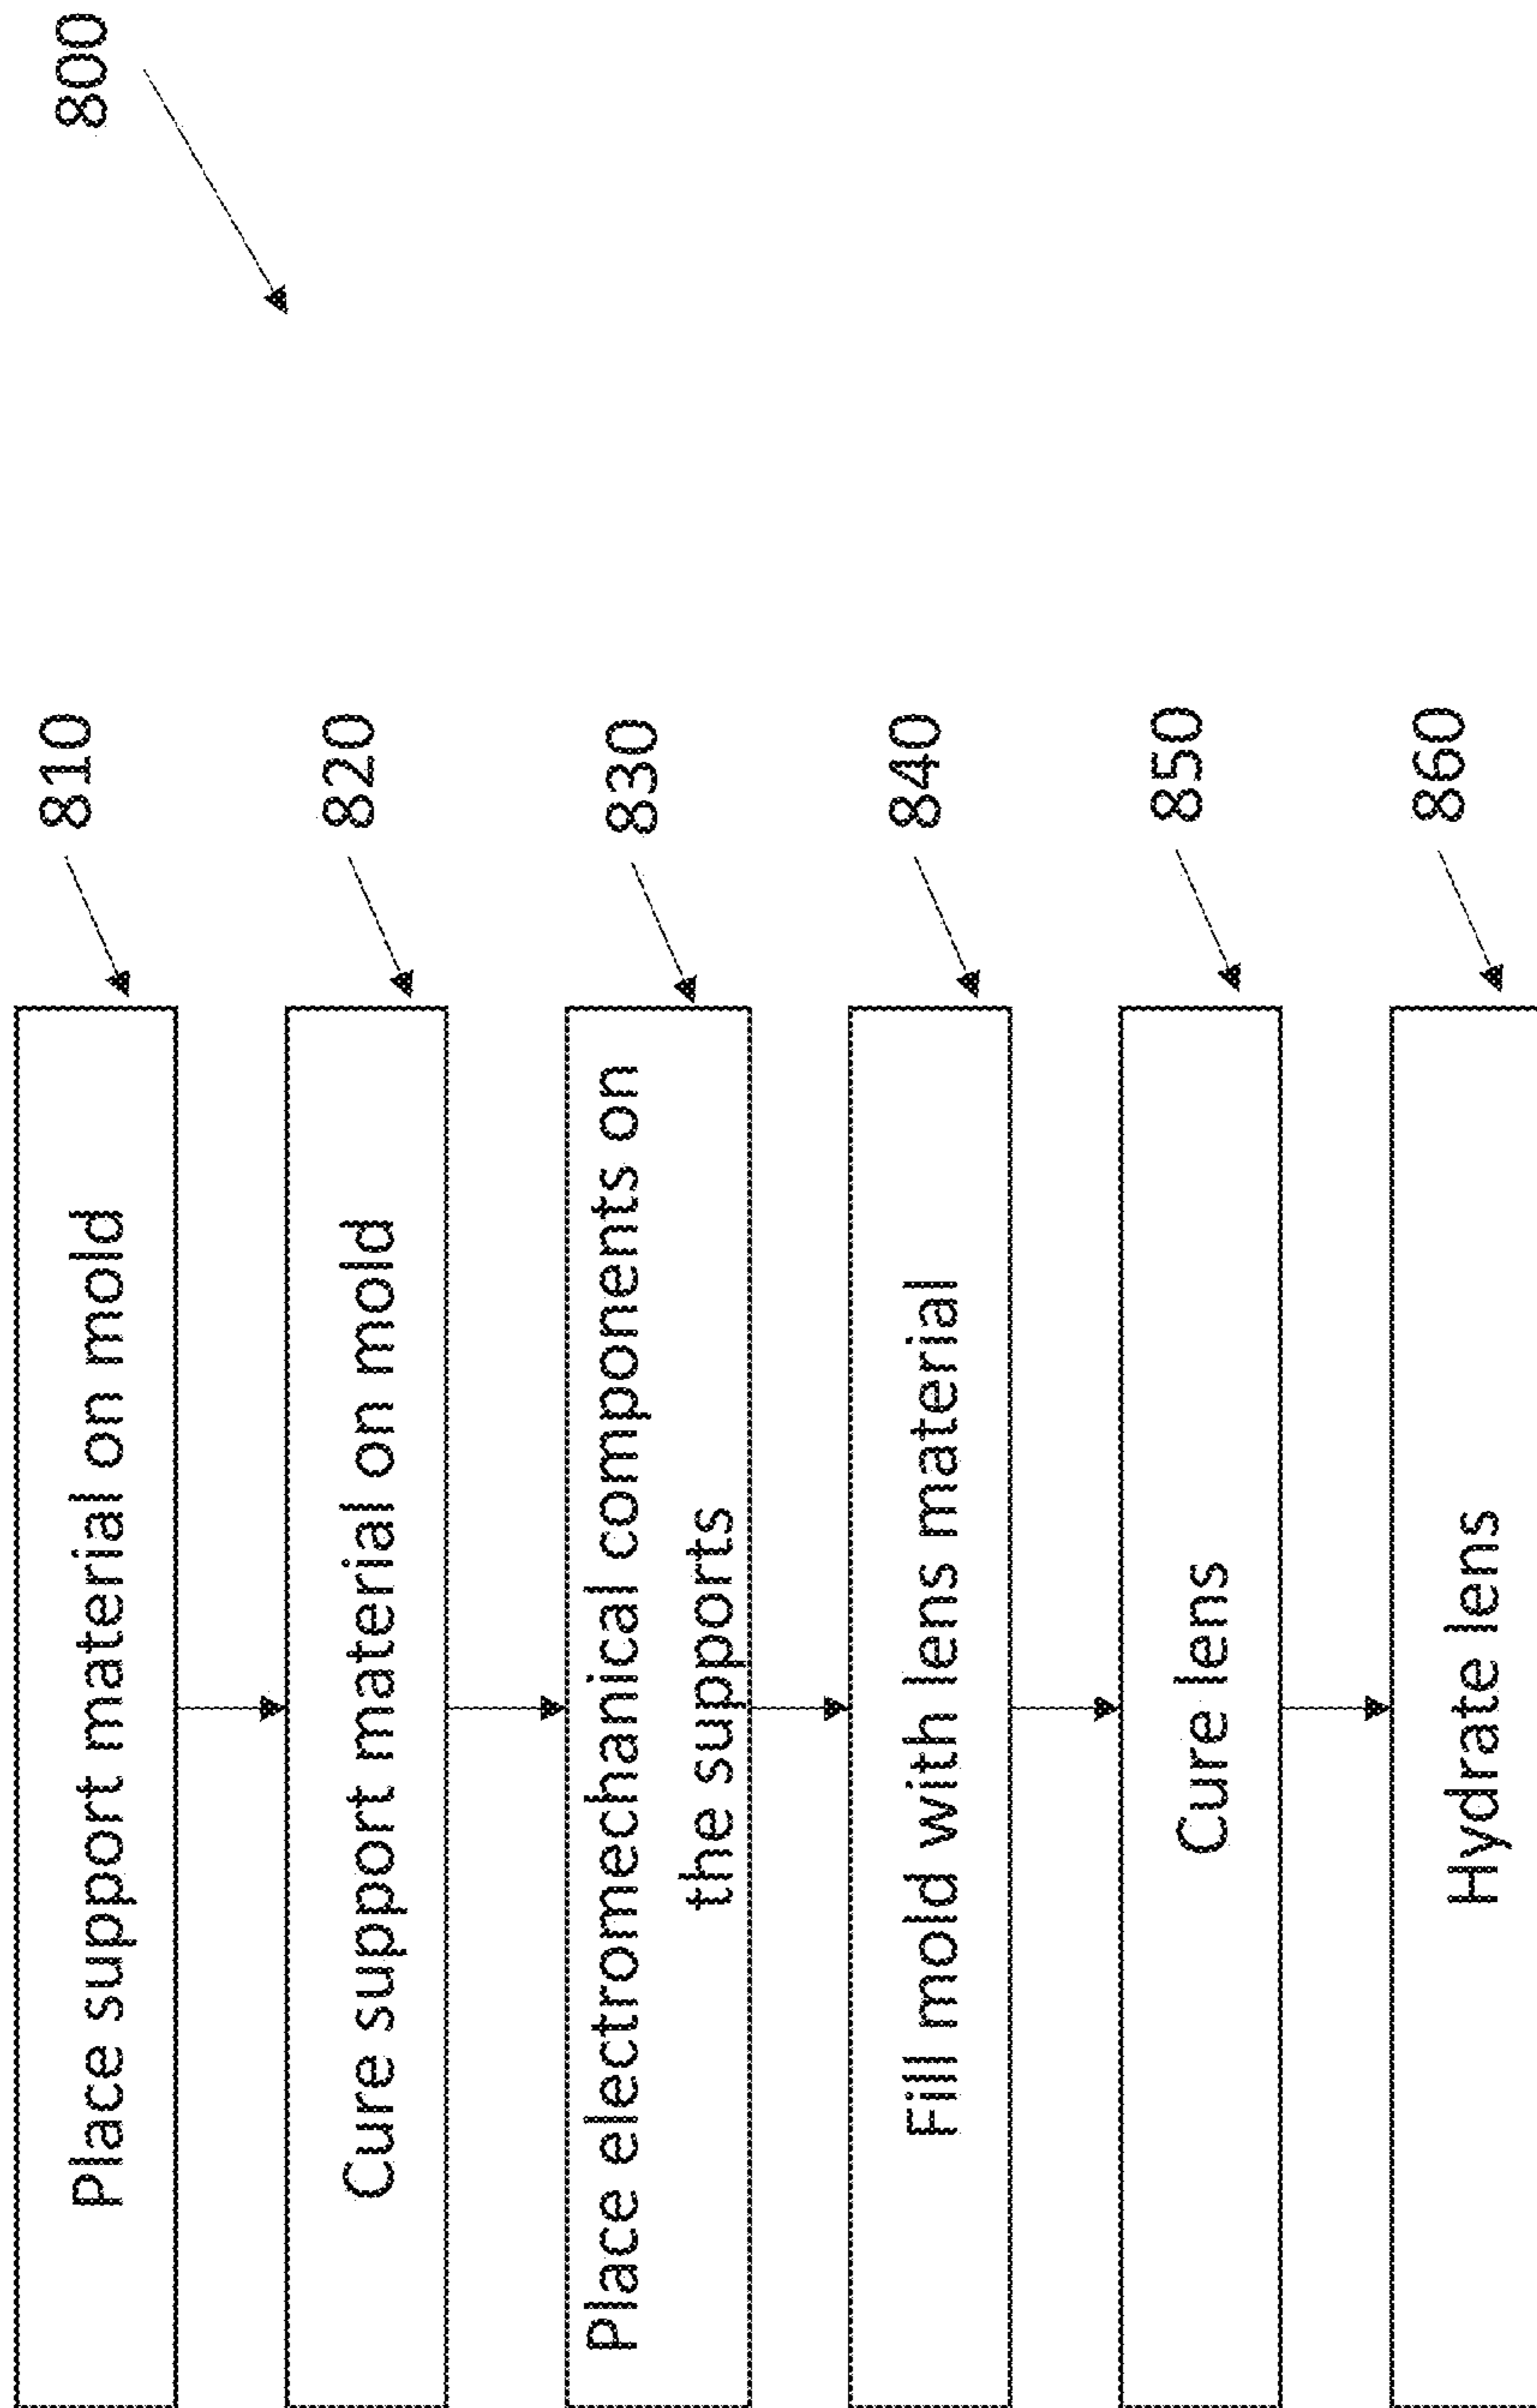 800
Place support material on mold
810
Cure support material on mold
820
Place electromechanical components on
the supports
830
Fill mold with lens material
840
Cure lens
850
Hydrate lens
860